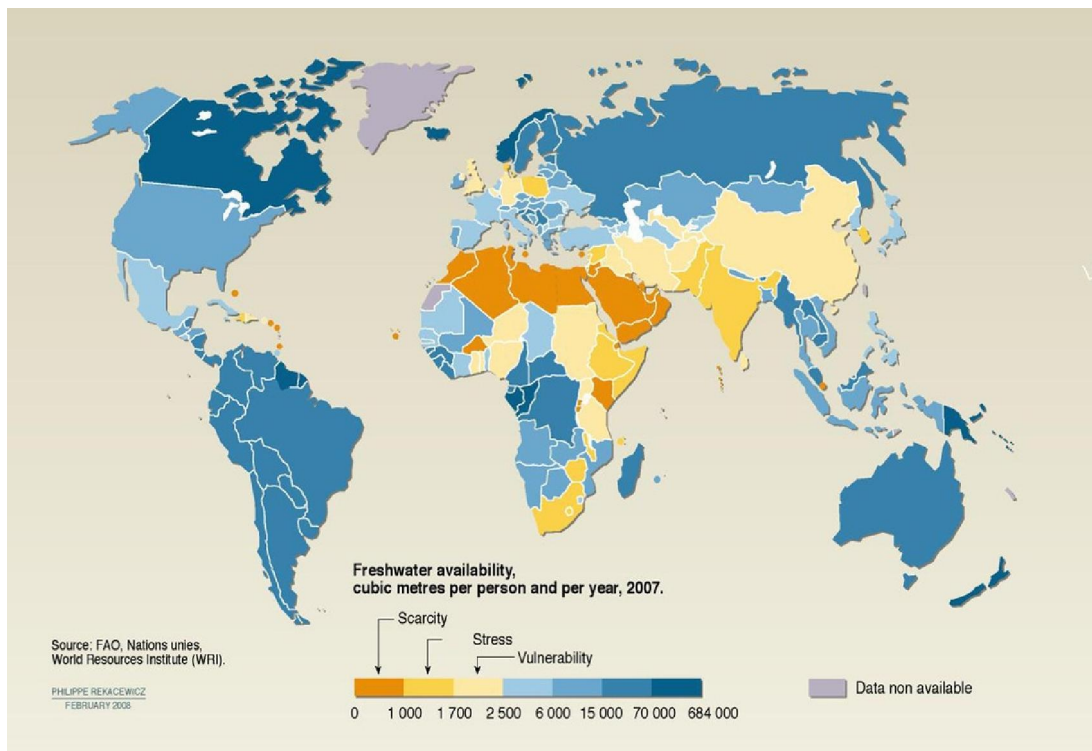 Freshwater availability,
cubic metres per person and per year, 2007.
Scarcity
Stress
Vulnerability
0 1 000 1 700 2 500 6 000 15 000 70 000 684 000
Data non available
Source: FAO, Nations unies,
World Resources Institute (WRI).
PHILIPPE REKACEWICZ
FEBRUARY 2008